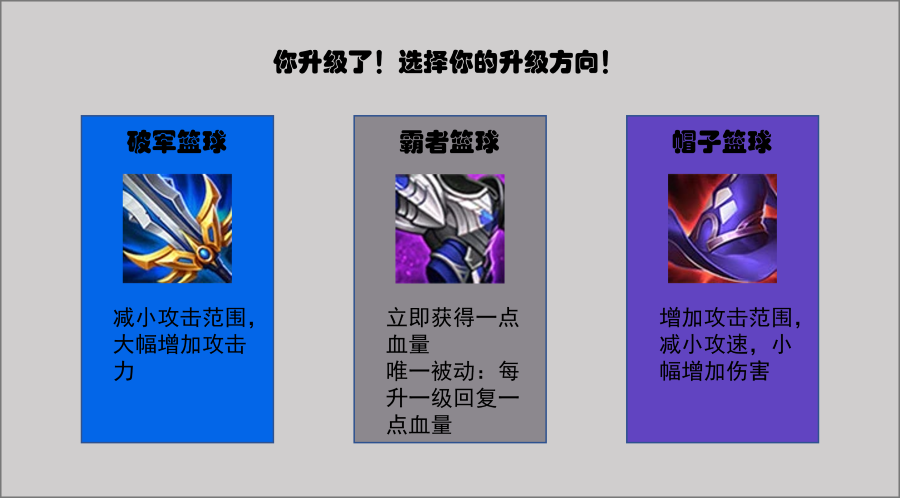 你升级了！选择你的升级方向！
破军篮球
减小攻击范围，
大幅增加攻击
力
霸者篮球
立即获得一点
血量
唯一被动：每
升一级回复一
点血量
帽子篮球
增加攻击范围，
减小攻速，小
幅增加伤害